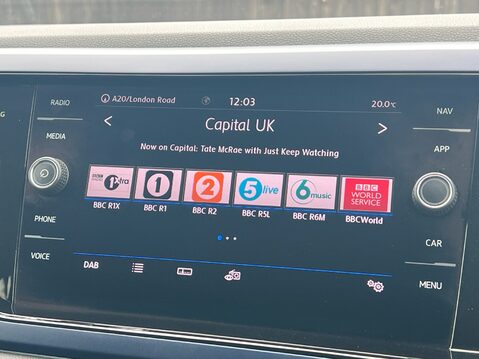 RADIO
A20/London Road 12:03 20.0°C
NAV
< Capital UK >
MEDIA
APP
Now on Capital: Tate McRae with Just Keep Watching
BBC 1Xtra 1 2 5 live 6 music BBC WORLD SERVICE
BBC R1X BBC R1 BBC R2 BBC R5L BBC R6M BBCWorld
PHONE
CAR
VOICE
DAB
MENU